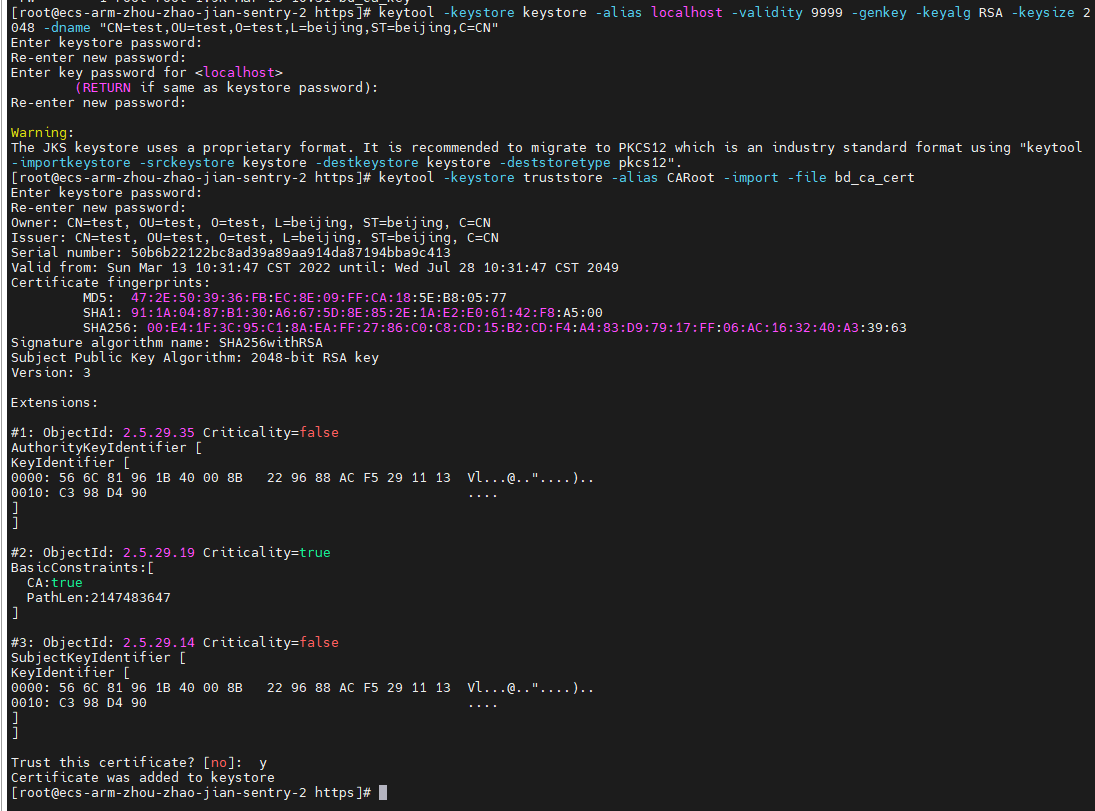 [root@ecs-arm-zhou-zhao-jian-sentry-2 https]# keytool -keystore keystore -alias localhost -validity 9999 -genkey -keyalg RSA -keysize 2
048 -dname "CN=test,OU=test,O=test,L=beijing,ST=beijing,C=CN"
Enter keystore password:
Re-enter new password:
Enter key password for <localhost>
        (RETURN if same as keystore password):
Re-enter new password:

Warning:
The JKS keystore uses a proprietary format. It is recommended to migrate to PKCS12 which is an industry standard format using "keytool
-importkeystore -srckeystore keystore -destkeystore keystore -deststoretype pkcs12".
[root@ecs-arm-zhou-zhao-jian-sentry-2 https]# keytool -keystore truststore -alias CARoot -import -file bd_ca_cert
Enter keystore password:
Re-enter new password:
Owner: CN=test, OU=test, O=test, L=beijing, ST=beijing, C=CN
Issuer: CN=test, OU=test, O=test, L=beijing, ST=beijing, C=CN
Serial number: 50b6b22122bc8ad39a89aa914da87194bba9c413
Valid from: Sun Mar 13 10:31:47 CST 2022 until: Wed Jul 28 10:31:47 CST 2049
Certificate fingerprints:
         MD5:  47:2E:50:39:36:FB:EC:8E:09:FF:CA:18:5E:B8:05:77
         SHA1: 91:1A:04:87:B1:30:A6:67:5D:8E:85:2E:1A:E2:E0:61:42:F8:A5:00
         SHA256: 00:E4:1F:3C:95:C1:8A:EA:FF:27:86:C0:C8:CD:15:B2:CD:F4:A4:83:D9:79:17:FF:06:AC:16:32:40:A3:39:63
Signature algorithm name: SHA256withRSA
Subject Public Key Algorithm: 2048-bit RSA key
Version: 3

Extensions:

#1: ObjectId: 2.5.29.35 Criticality=false
AuthorityKeyIdentifier [
KeyIdentifier [
0000: 56 6C 81 96 1B 40 00 8B   22 96 88 AC F5 29 11 13  Vl...@.."....)..
0010: C3 98 D4 90                                        ....
]
]

#2: ObjectId: 2.5.29.19 Criticality=true
BasicConstraints:[
  CA:true
  PathLen:2147483647
]

#3: ObjectId: 2.5.29.14 Criticality=false
SubjectKeyIdentifier [
KeyIdentifier [
0000: 56 6C 81 96 1B 40 00 8B   22 96 88 AC F5 29 11 13  Vl...@.."....)..
0010: C3 98 D4 90                                        ....
]
]

Trust this certificate? [no]:  y
Certificate was added to keystore
[root@ecs-arm-zhou-zhao-jian-sentry-2 https]#